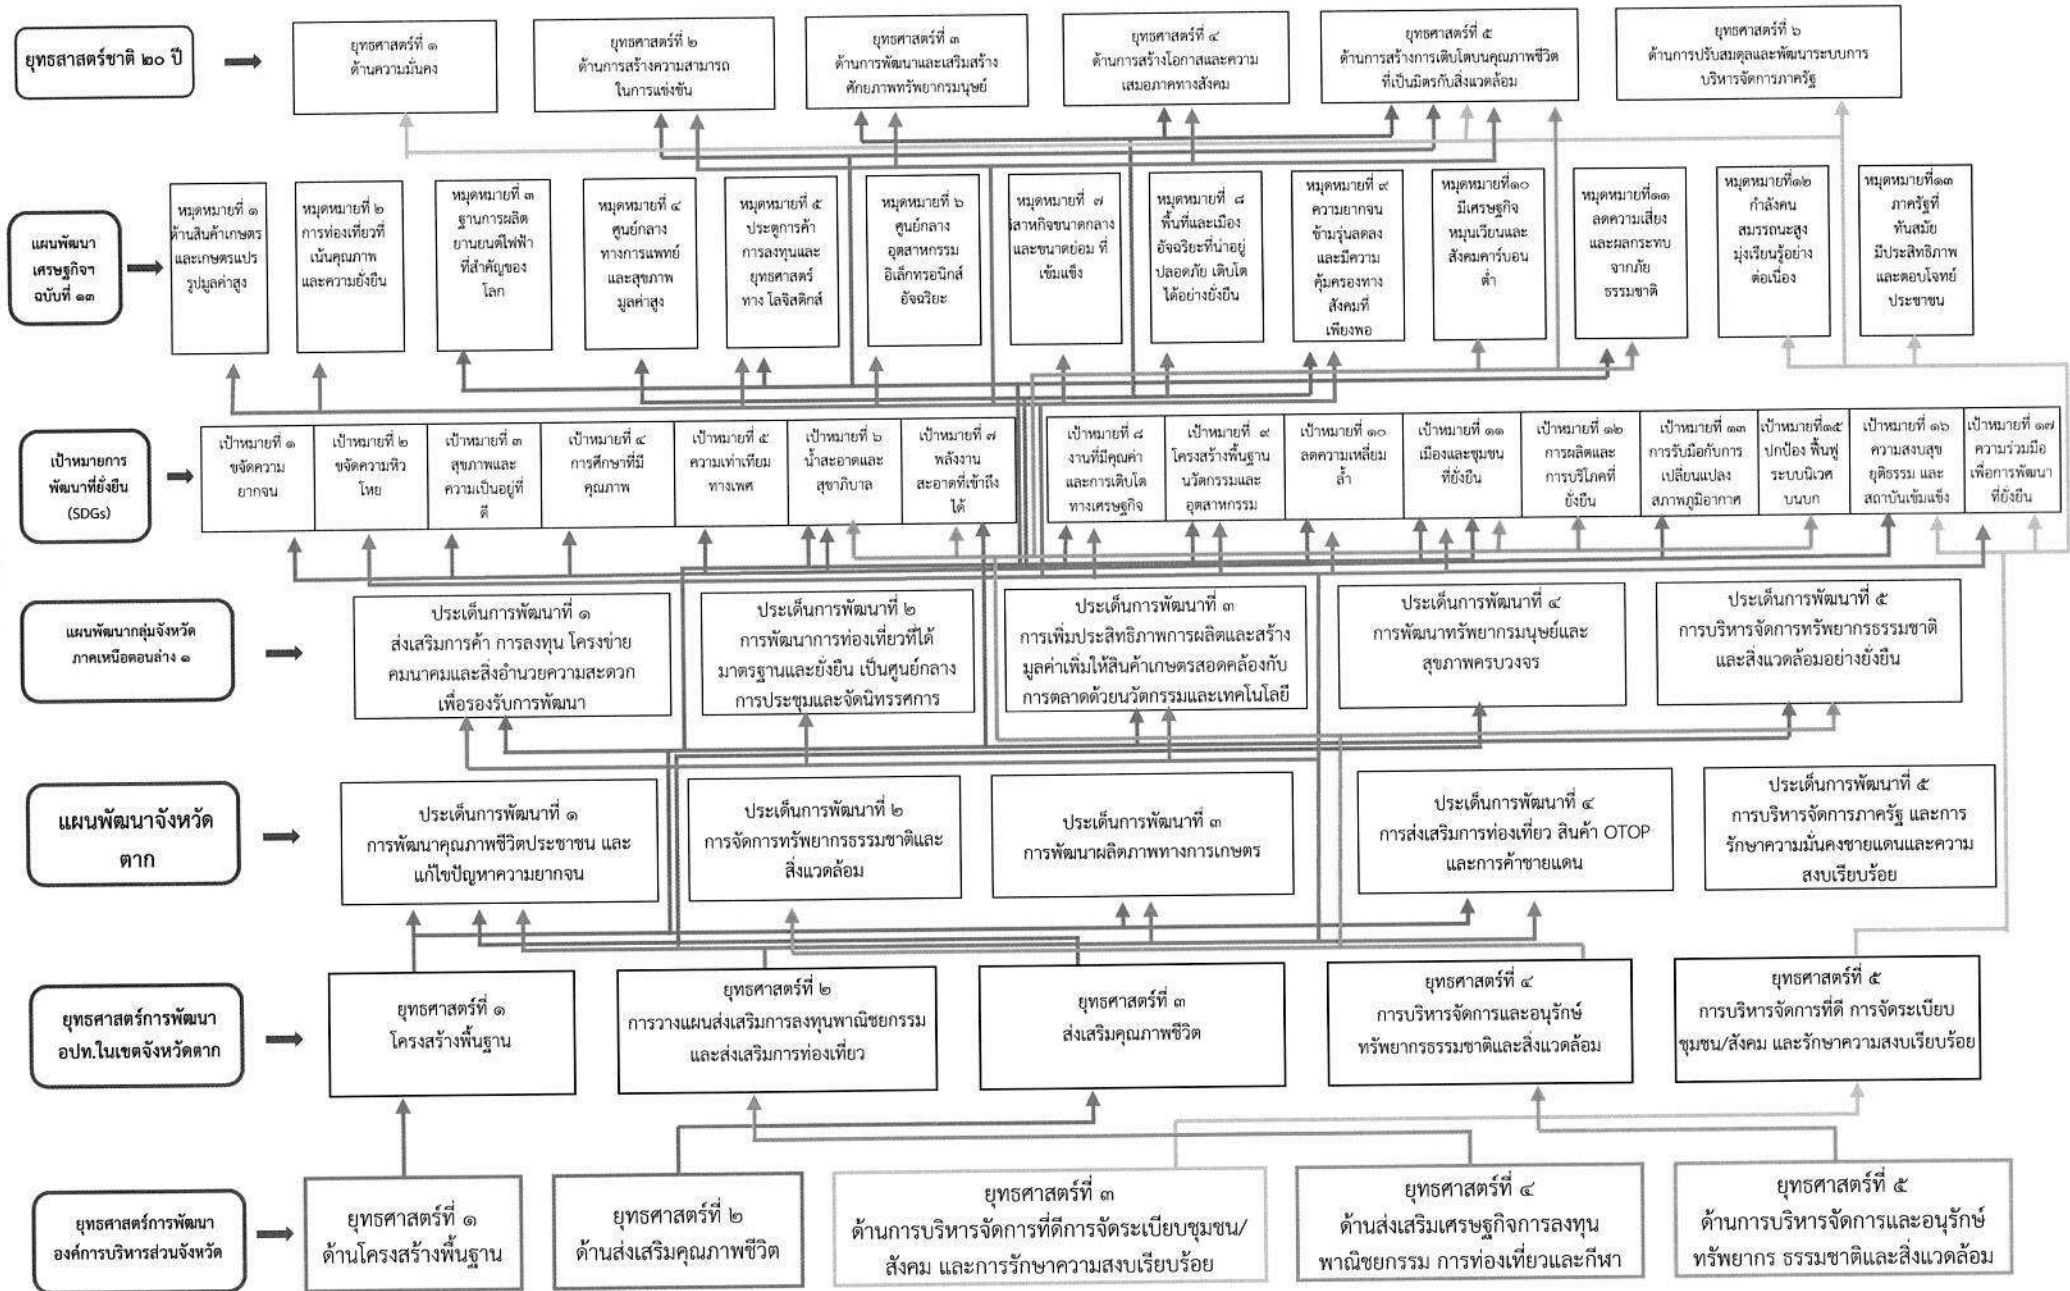 ยุทธสาสตร์ชาติ ๒๐ ปี
ยุทธศาสตร์ที่ ๑
ด้านความมั่นคง
ยุทธศาสตร์ที่ ๒
ด้านการสร้างความสามารถ
ในการแข่งขัน
ยุทธศาสตร์ที่ ๓
ด้านการพัฒนาและเสริมสร้าง
ศักยภาพทรัพยากรมนุษย์
ยุทธศาสตร์ที่ ๔
ด้านการสร้างโอกาสและความ
เสมอภาคทางสังคม
ยุทธศาสตร์ที่ ๕
ด้านการสร้างการเติบโตบนคุณภาพชีวิต
ที่เป็นมิตรกับสิ่งแวดล้อม
ยุทธศาสตร์ที่ ๖
ด้านการปรับสมดุลและพัฒนาระบบการ
บริหารจัดการภาครัฐ
แผนพัฒนา
เศรษฐกิจฯ
ฉบับที่ ๑๓
หมุดหมายที่ ๑
ด้านสินค้าเกษตร
และเกษตรแปร
รูปมูลค่าสูง
หมุดหมายที่ ๒
การท่องเที่ยวที่
เน้นคุณภาพ
และความยั่งยืน
หมุดหมายที่ ๓
ฐานการผลิต
ยานยนต์ไฟฟ้า
ที่สำคัญของ
โลก
หมุดหมายที่ ๔
ศูนย์กลาง
ทางการแพทย์
และสุขภาพ
มูลค่าสูง
หมุดหมายที่ ๕
ประตูการค้า
การลงทุนและ
ยุทธศาสตร์
ทาง โลจิสติกส์
หมุดหมายที่ ๖
ศูนย์กลาง
อุตสาหกรรม
อิเล็กทรอนิกส์
อัจฉริยะ
หมุดหมายที่ ๗
วิสาหกิจขนาดกลาง
และขนาดย่อม ที่
เข้มแข็ง
หมุดหมายที่ ๘
พื้นที่และเมือง
อัจฉริยะที่น่าอยู่
ปลอดภัย เติบโต
ได้อย่างยั่งยืน
หมุดหมายที่ ๙
ความยากจน
ข้ามรุ่นลดลง
และมีความ
คุ้มครองทาง
สังคมที่
เพียงพอ
หมุดหมายที่๑๐
มีเศรษฐกิจ
หมุนเวียนและ
สังคมคาร์บอน
ต่ำ
หมุดหมายที่๑๑
ลดความเสี่ยง
และผลกระทบ
จากภัย
ธรรมชาติ
หมุดหมายที่๑๒
กำลังคน
สมรรถนะสูง
มุ่งเรียนรู้อย่าง
ต่อเนื่อง
หมุดหมายที่๑๓
ภาครัฐที่
ทันสมัย
มีประสิทธิภาพ
และตอบโจทย์
ประชาชน
เป้าหมายการ
พัฒนาที่ยั่งยืน
(SDGs)
เป้าหมายที่ ๑
ขจัดความ
ยากจน
เป้าหมายที่ ๒
ขจัดความหิว
โหย
เป้าหมายที่ ๓
สุขภาพและ
ความเป็นอยู่ที่
ดี
เป้าหมายที่ ๔
การศึกษาที่มี
คุณภาพ
เป้าหมายที่ ๕
ความเท่าเทียม
ทางเพศ
เป้าหมายที่ ๖
น้ำสะอาดและ
สุขาภิบาล
เป้าหมายที่ ๗
พลังงาน
สะอาดที่เข้าถึง
ได้
เป้าหมายที่ ๘
งานที่มีคุณค่า
และการเติบโต
ทางเศรษฐกิจ
เป้าหมายที่ ๙
โครงสร้างพื้นฐาน
นวัตกรรมและ
อุตสาหกรรม
เป้าหมายที่ ๑๐
ลดความเหลื่อม
ล้ำ
เป้าหมายที่ ๑๑
เมืองและชุมชน
ที่ยั่งยืน
เป้าหมายที่ ๑๒
การผลิตและ
การบริโภคที่
ยั่งยืน
เป้าหมายที่ ๑๓
การรับมือกับการ
เปลี่ยนแปลง
สภาพภูมิอากาศ
เป้าหมายที่๑๕
ปกป้อง ฟื้นฟู
ระบบนิเวศ
บนบก
เป้าหมายที่ ๑๖
ความสงบสุข
ยุติธรรม และ
สถาบันเข้มแข็ง
เป้าหมายที่ ๑๗
ความร่วมมือ
เพื่อการพัฒนา
ที่ยั่งยืน
แผนพัฒนากลุ่มจังหวัด
ภาคเหนือตอนล่าง ๑
ประเด็นการพัฒนาที่ ๑
ส่งเสริมการค้า การลงทุน โครงข่าย
คมนาคมและสิ่งอำนวยความสะดวก
เพื่อรองรับการพัฒนา
ประเด็นการพัฒนาที่ ๒
การพัฒนาการท่องเที่ยวที่ได้
มาตรฐานและยั่งยืน เป็นศูนย์กลาง
การประชุมและจัดนิทรรศการ
ประเด็นการพัฒนาที่ ๓
การเพิ่มประสิทธิภาพการผลิตและสร้าง
มูลค่าเพิ่มให้สินค้าเกษตรสอดคล้องกับ
การตลาดด้วยนวัตกรรมและเทคโนโลยี
ประเด็นการพัฒนาที่ ๔
การพัฒนาทรัพยากรมนุษย์และ
สุขภาพครบวงจร
ประเด็นการพัฒนาที่ ๕
การบริหารจัดการทรัพยากรธรรมชาติ
และสิ่งแวดล้อมอย่างยั่งยืน
แผนพัฒนาจังหวัด
ตาก
ประเด็นการพัฒนาที่ ๑
การพัฒนาคุณภาพชีวิตประชาชน และ
แก้ไขปัญหาความยากจน
ประเด็นการพัฒนาที่ ๒
การจัดการทรัพยากรธรรมชาติและ
สิ่งแวดล้อม
ประเด็นการพัฒนาที่ ๓
การพัฒนาผลิตภาพทางการเกษตร
ประเด็นการพัฒนาที่ ๔
การส่งเสริมการท่องเที่ยว สินค้า OTOP
และการค้าชายแดน
ประเด็นการพัฒนาที่ ๕
การบริหารจัดการภาครัฐ และการ
รักษาความมั่นคงชายแดนและความ
สงบเรียบร้อย
ยุทธศาสตร์การพัฒนา
อปท.ในเขตจังหวัดตาก
ยุทธศาสตร์ที่ ๑
โครงสร้างพื้นฐาน
ยุทธศาสตร์ที่ ๒
การวางแผนส่งเสริมการลงทุนพาณิชยกรรม
และส่งเสริมการท่องเที่ยว
ยุทธศาสตร์ที่ ๓
ส่งเสริมคุณภาพชีวิต
ยุทธศาสตร์ที่ ๔
การบริหารจัดการและอนุรักษ์
ทรัพยากรธรรมชาติและสิ่งแวดล้อม
ยุทธศาสตร์ที่ ๕
การบริหารจัดการที่ดี การจัดระเบียบ
ชุมชน/สังคม และรักษาความสงบเรียบร้อย
ยุทธศาสตร์การพัฒนา
องค์การบริหารส่วนจังหวัด
ยุทธศาสตร์ที่ ๑
ด้านโครงสร้างพื้นฐาน
ยุทธศาสตร์ที่ ๒
ด้านส่งเสริมคุณภาพชีวิต
ยุทธศาสตร์ที่ ๓
ด้านการบริหารจัดการที่ดีการจัดระเบียบชุมชน/
สังคม และการรักษาความสงบเรียบร้อย
ยุทธศาสตร์ที่ ๔
ด้านส่งเสริมเศรษฐกิจการลงทุน
พาณิชยกรรม การท่องเที่ยวและกีฬา
ยุทธศาสตร์ที่ ๕
ด้านการบริหารจัดการและอนุรักษ์
ทรัพยากร ธรรมชาติและสิ่งแวดล้อม